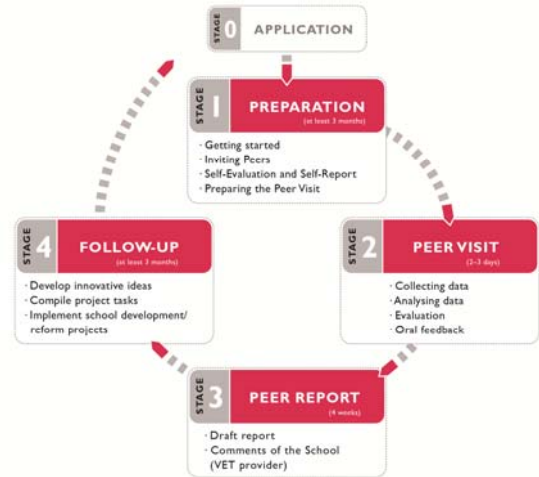 STAGE 0 APPLICATION
STAGE 1 PREPARATION
(at least 3 months)
· Getting started
· Inviting Peers
· Self-Evaluation and Self-Report
· Preparing the Peer Visit
STAGE 2 PEER VISIT
(2–3 days)
· Collecting data
· Analysing data
· Evaluation
· Oral feedback
STAGE 3 PEER REPORT
(4 weeks)
· Draft report
· Comments of the School
(VET provider)
STAGE 4 FOLLOW-UP
(at least 3 months)
· Develop innovative ideas
· Compile project tasks
· Implement school development/
reform projects